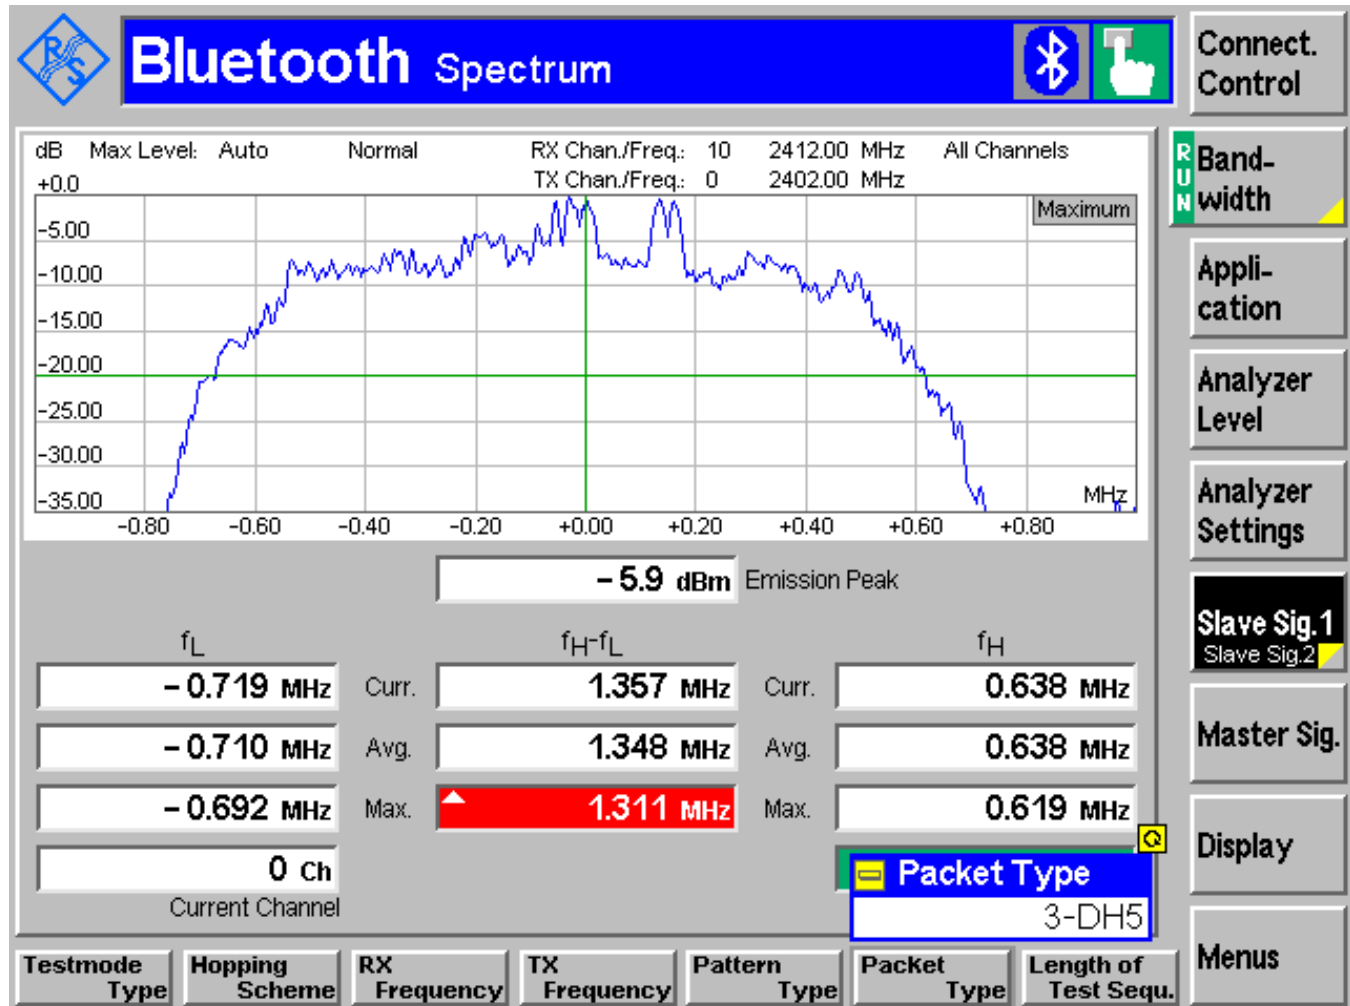 R S
Bluetooth Spectrum
Connect.
Control
dB Max Level: Auto Normal RX Chan./Freq.: 10 2412.00 MHz All Channels
+0.0 TX Chan./Freq.: 0 2402.00 MHz
Maximum
-5.00
-10.00
-15.00
-20.00
-25.00
-30.00
-35.00
MHz
-0.80 -0.60 -0.40 -0.20 +0.00 +0.20 +0.40 +0.60 +0.80
RUN
Band-
width
Appli-
cation
Analyzer
Level
Analyzer
Settings
Slave Sig.1
Slave Sig.2
Master Sig.
Display
Menus
-5.9 dBm Emission Peak
fL fH-fL fH
-0.719 MHz Curr. 1.357 MHz Curr. 0.638 MHz
-0.710 MHz Avg. 1.348 MHz Avg. 0.638 MHz
-0.692 MHz Max. 1.311 MHz Max. 0.619 MHz
0 Ch
Current Channel
Packet Type
3-DH5
Testmode
Type
Hopping
Scheme
RX
Frequency
TX
Frequency
Pattern
Type
Packet
Type
Length of
Test Sequ.